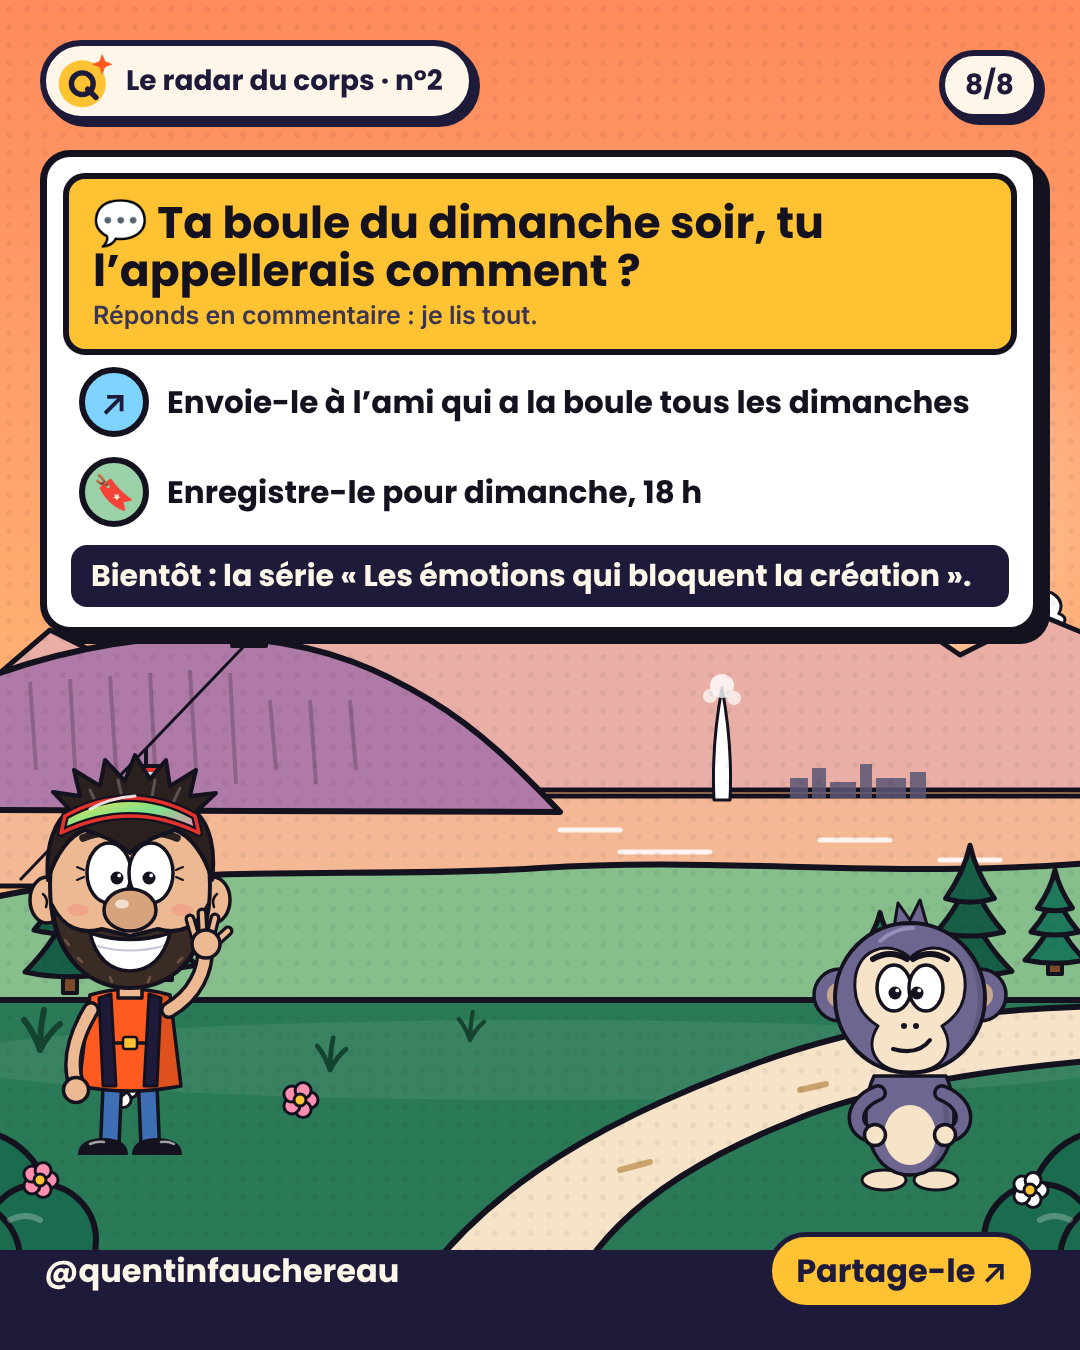 Q Le radar du corps · n°2
8/8
💬 Ta boule du dimanche soir, tu
l’appellerais comment ?
Réponds en commentaire : je lis tout.
Envoie-le à l’ami qui a la boule tous les dimanches
Enregistre-le pour dimanche, 18 h
Bientôt : la série « Les émotions qui bloquent la création ».
@quentinfauchereau
Partage-le ↗